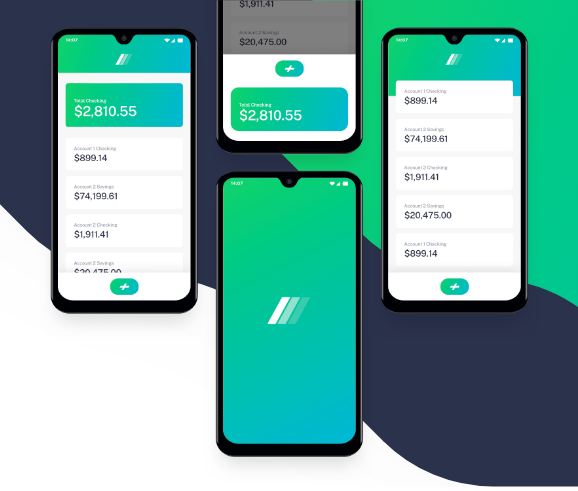 14:07
Total Checking
$2,810.55
Account 1 Checking
$899.14
Account 2 Savings
$74,199.61
Account 2 Checking
$1,911.41
Account 2 Savings
$20,475.00
$1,911.41
Account 2 Savings
$20,475.00
Total Checking
$2,810.55
14:07
14:07
Account 1 Checking
$899.14
Account 2 Savings
$74,199.61
Account 2 Checking
$1,911.41
Account 2 Savings
$20,475.00
Account 1 Checking
$899.14